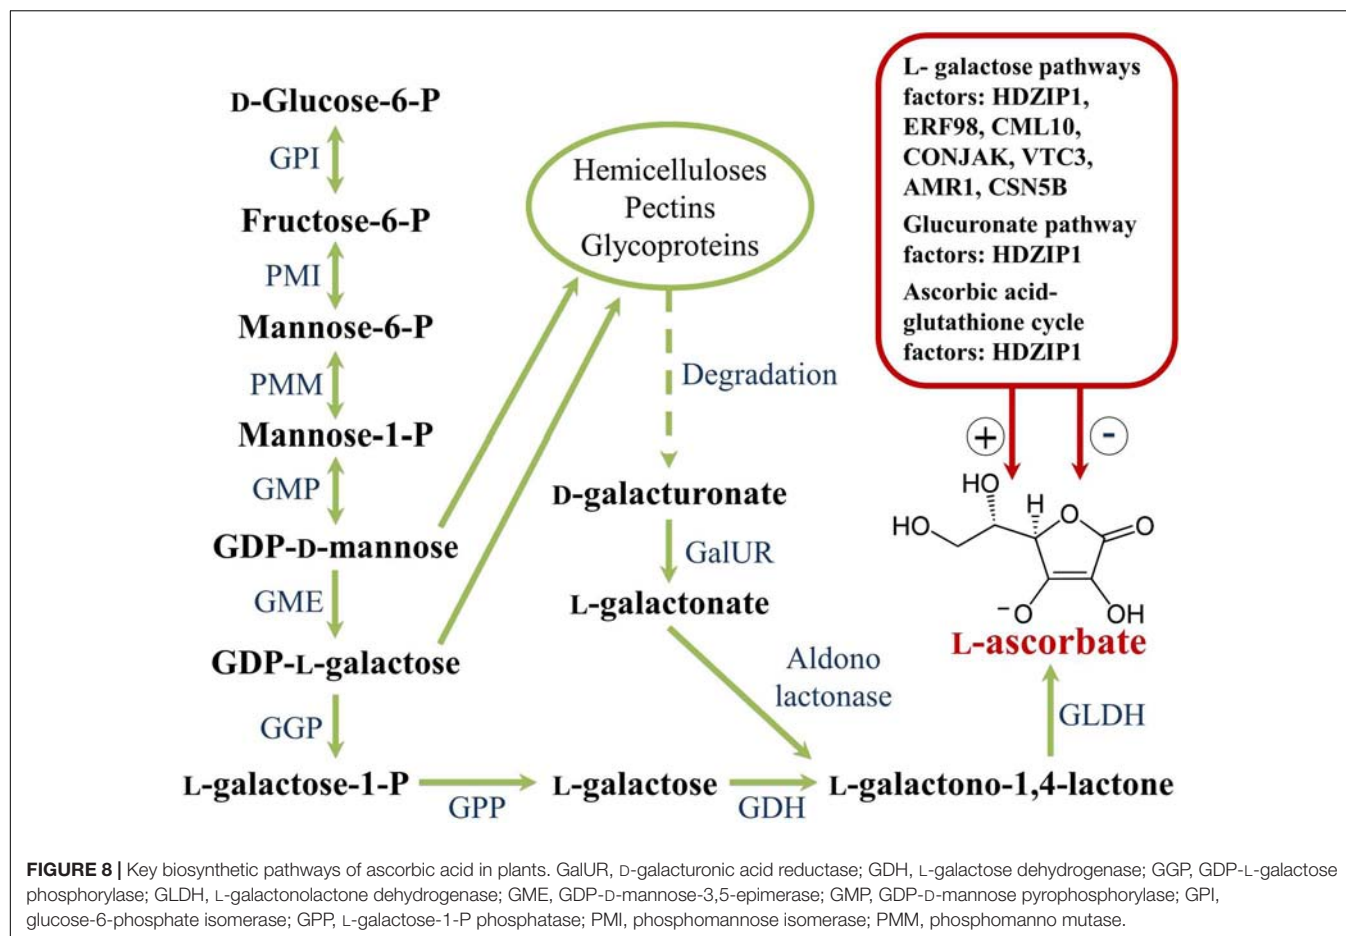 D-Glucose-6-P
GPI
Fructose-6-P
PMI
Mannose-6-P
PMM
Mannose-1-P
GMP
GDP-D-mannose
GME
GDP-L-galactose
GGP
L-galactose-1-P
GPP
L-galactose
GDH
L-galactono-1,4-lactone
Hemicelluloses
Pectins
Glycoproteins
Degradation
D-galacturonate
GalUR
L-galactonate
Aldono
lactonase
GLDH
L-ascorbate
L- galactose pathways
factors: HDZIP1,
ERF98, CML10,
CONJAK, VTC3,
AMR1, CSN5B
Glucuronate pathway
factors: HDZIP1
Ascorbic acid-
glutathione cycle
factors: HDZIP1
+
-
HO
H
O
O
HO
−O
OH
FIGURE 8 | Key biosynthetic pathways of ascorbic acid in plants. GalUR, D-galacturonic acid reductase; GDH, L-galactose dehydrogenase; GGP, GDP-L-galactose
phosphorylase; GLDH, L-galactonolactone dehydrogenase; GME, GDP-D-mannose-3,5-epimerase; GMP, GDP-D-mannose pyrophosphorylase; GPI,
glucose-6-phosphate isomerase; GPP, L-galactose-1-P phosphatase; PMI, phosphomannose isomerase; PMM, phosphomanno mutase.